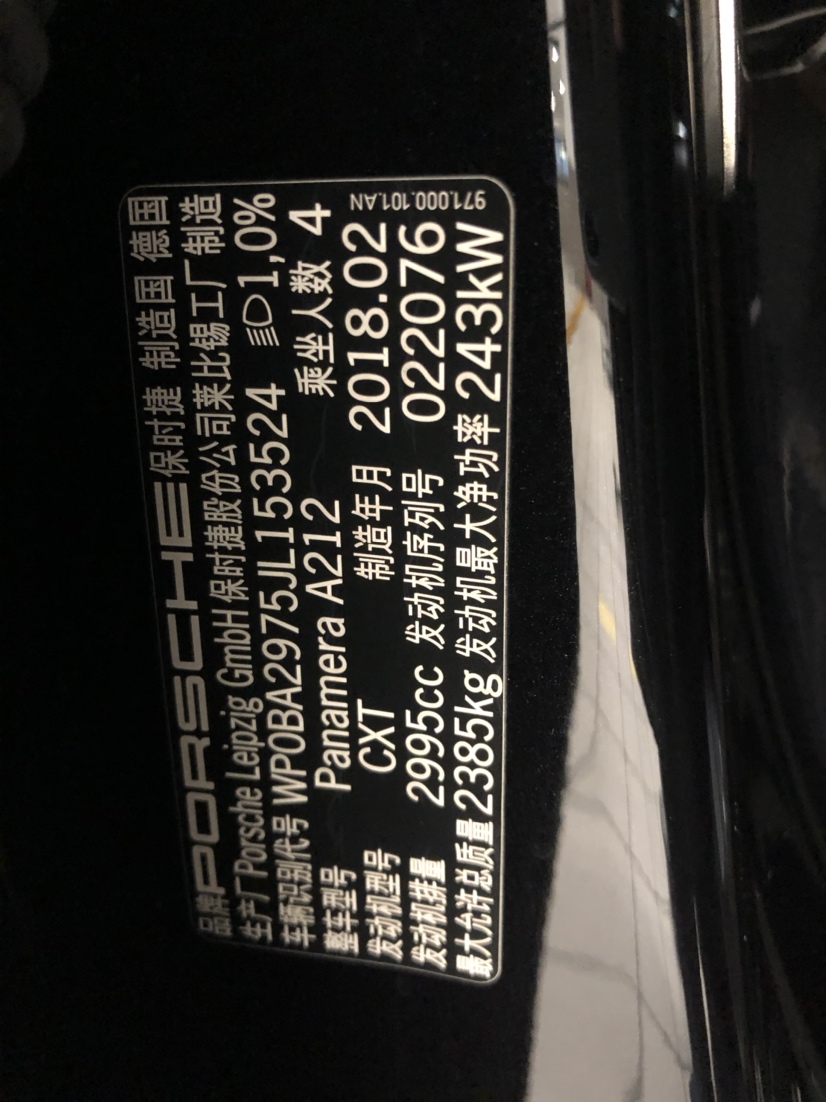 品牌 PORSCHE 保时捷 制造国 德国
生产厂 Porsche Leipzig GmbH 保时捷股份公司莱比锡工厂制造
车辆识别代号 WP0BA2975JL153524 1,0%
整车型号 Panamera A212 乘坐人数 4
发动机型号 CXT 制造年月 2018.02
发动机排量 2995cc 发动机序列号 022076
最大允许总质量 2385kg 发动机最大净功率 243kW
971.000.101.AN